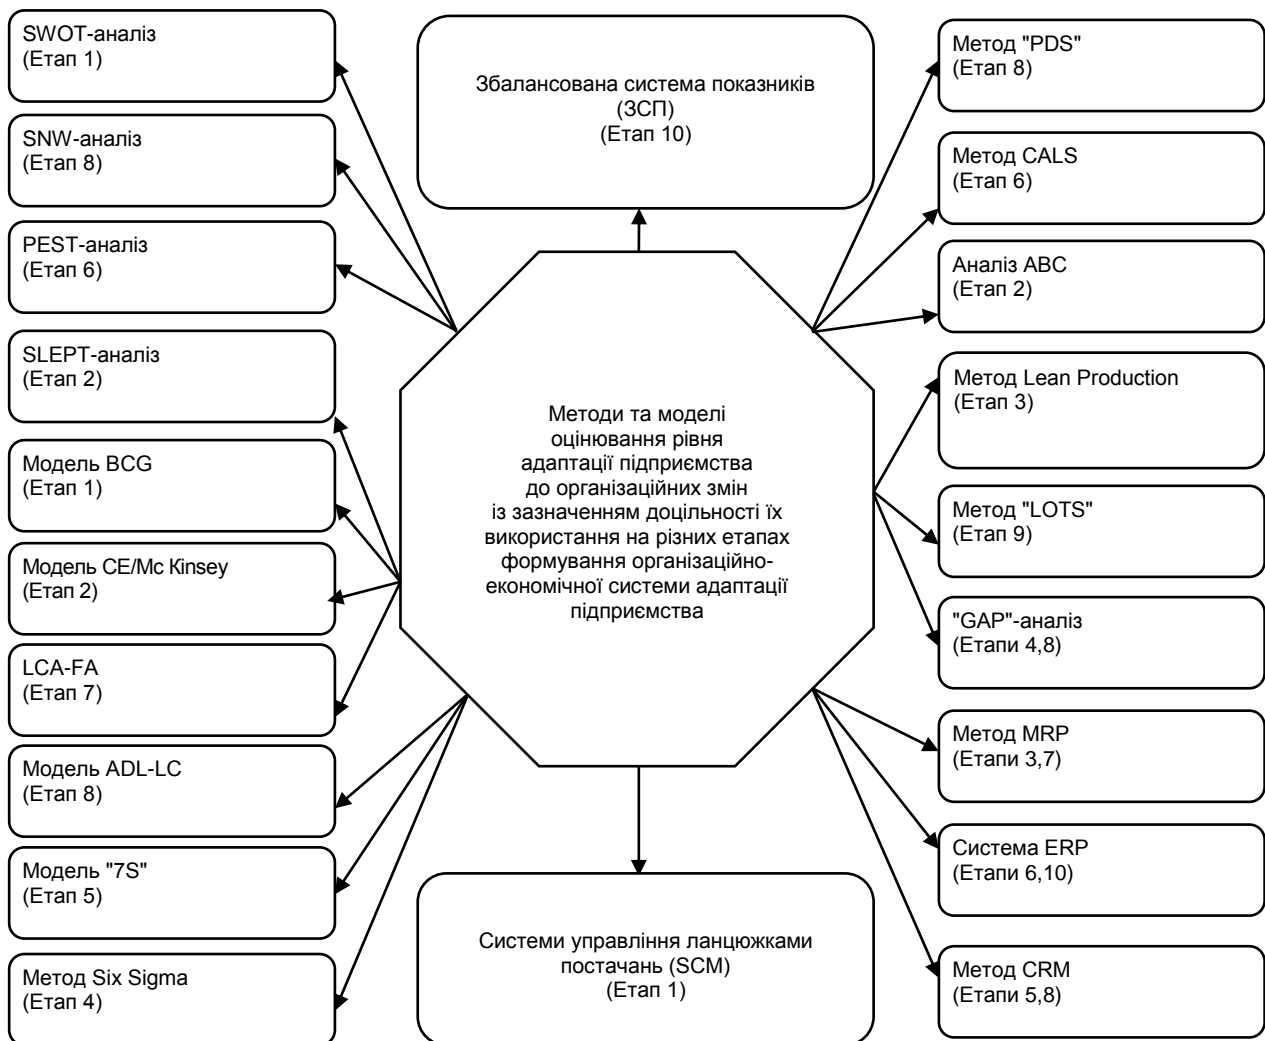 SWOT-аналіз
(Етап 1)
SNW-аналіз
(Етап 8)
PEST-аналіз
(Етап 6)
SLEPT-аналіз
(Етап 2)
Модель BCG
(Етап 1)
Модель CE/Mc Kinsey
(Етап 2)
LCA-FA
(Етап 7)
Модель ADL-LC
(Етап 8)
Модель "7S"
(Етап 5)
Метод Six Sigma
(Етап 4)
Збалансована система показників
(ЗСП)
(Етап 10)
Методи та моделі
оцінювання рівня
адаптації підприємства
до організаційних змін
із зазначенням доцільності їх
використання на різних етапах
формування організаційно-
економічної системи адаптації
підприємства
Системи управління ланцюжками
постачань (SCM)
(Етап 1)
Метод "PDS"
(Етап 8)
Метод CALS
(Етап 6)
Аналіз ABC
(Етап 2)
Метод Lean Production
(Етап 3)
Метод "LOTS"
(Етап 9)
"GAP"-аналіз
(Етапи 4,8)
Метод MRP
(Етапи 3,7)
Система ERP
(Етапи 6,10)
Метод CRM
(Етапи 5,8)